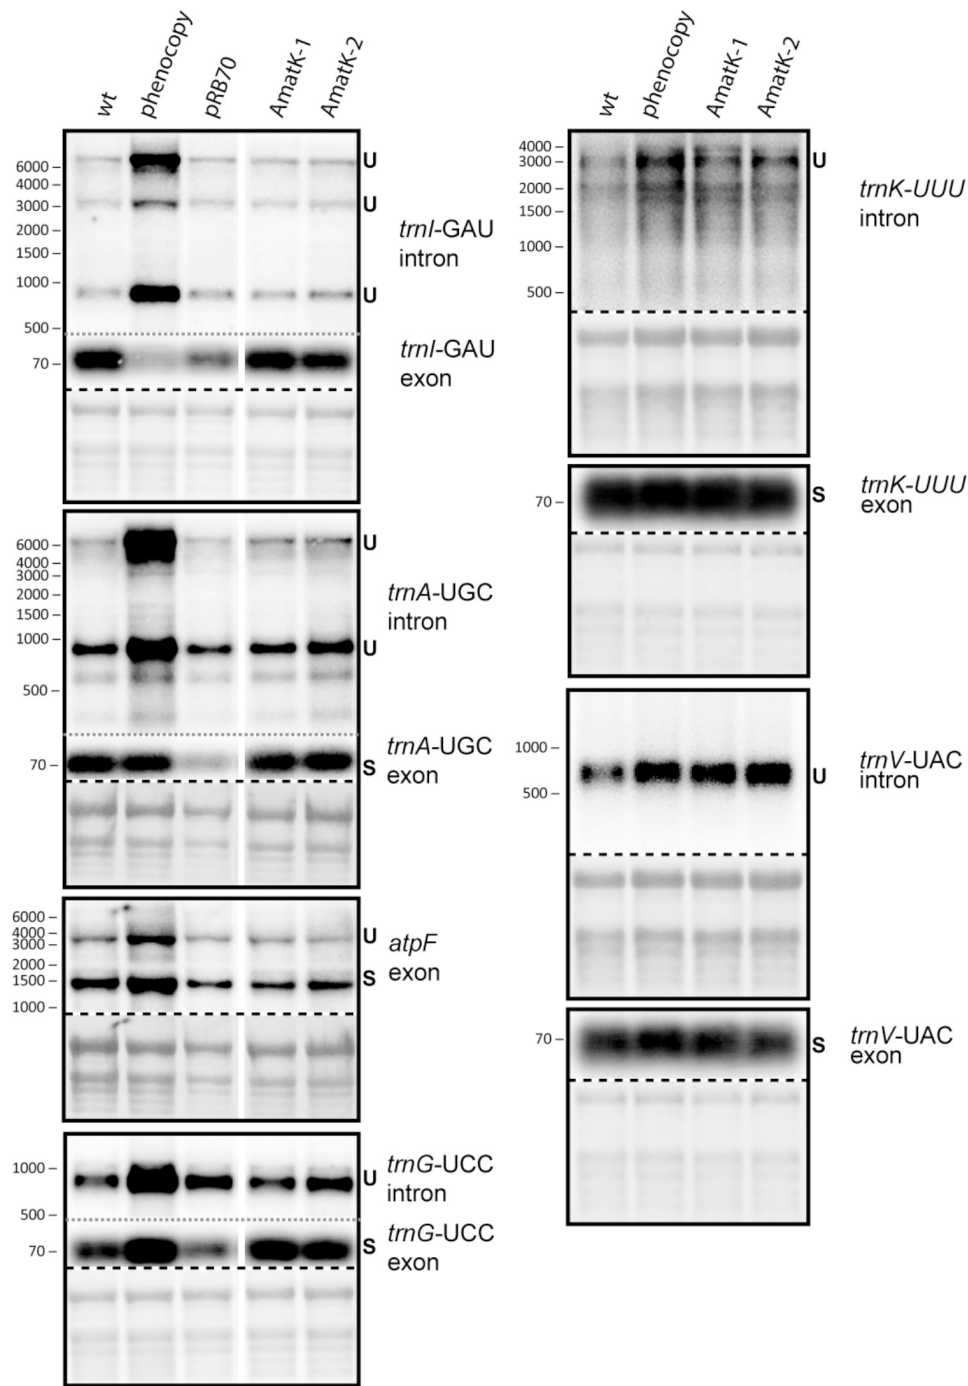 wt
phenocopy
pRB70
AmatK-1
AmatK-2
6000
4000
3000
2000
1500
1000
500
70
U
U
U
trnI-GAU
intron
trnI-GAU
exon
6000
4000
3000
2000
1500
1000
500
70
U
U
S
trnA-UGC
intron
trnA-UGC
exon
6000
4000
3000
2000
1500
1000
U
S
atpF
exon
1000
500
70
U
S
trnG-UCC
intron
trnG-UCC
exon
wt
phenocopy
AmatK-1
AmatK-2
4000
3000
2000
1500
1000
500
U
trnK-UUU
intron
70
S
trnK-UUU
exon
1000
500
U
trnV-UAC
intron
70
S
trnV-UAC
exon